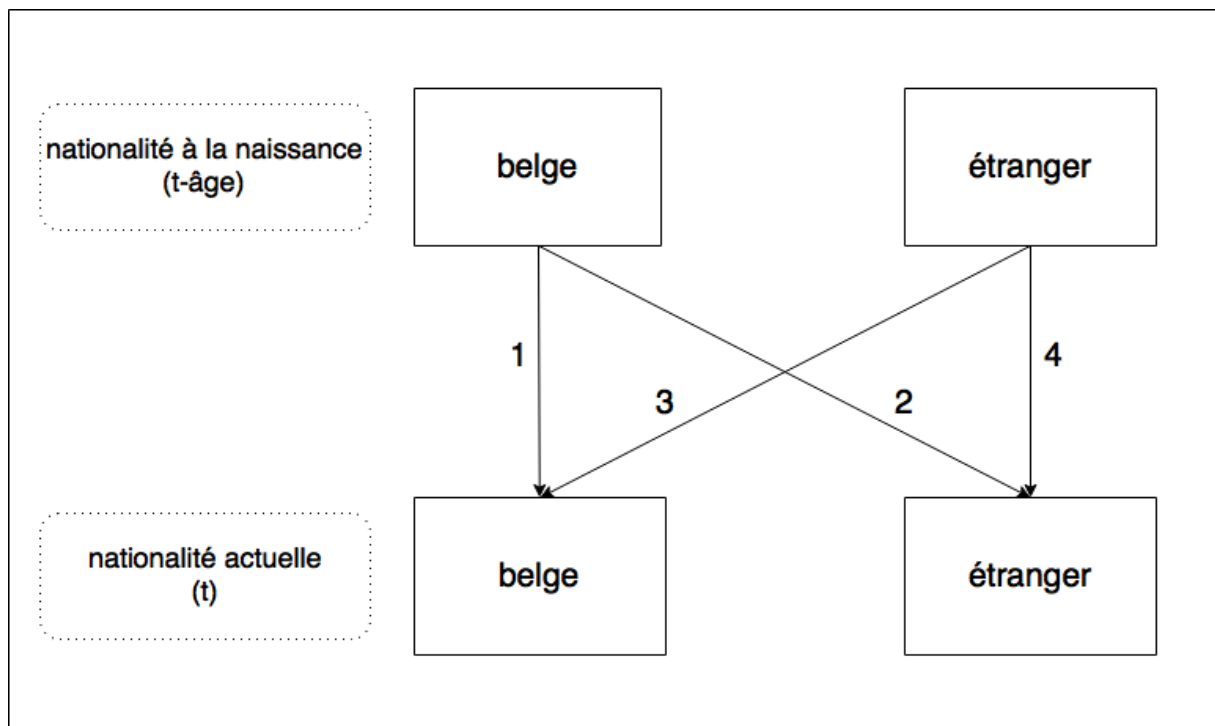 nationalité à la naissance
(t-âge)
belge
étranger
1
4
3
2
nationalité actuelle
(t)
belge
étranger